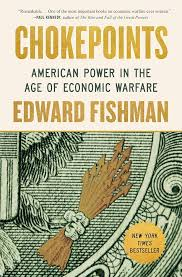 "Remarkable. . . . One of the most important books on economic warfare ever written."
—PAUL KENNEDY, author of The Rise and Fall of the Great Powers
CHOKEPOINTS
AMERICAN POWER IN THE
AGE OF ECONOMIC WARFARE
EDWARD FISHMAN
NEW YORK
TIMES
BESTSELLER